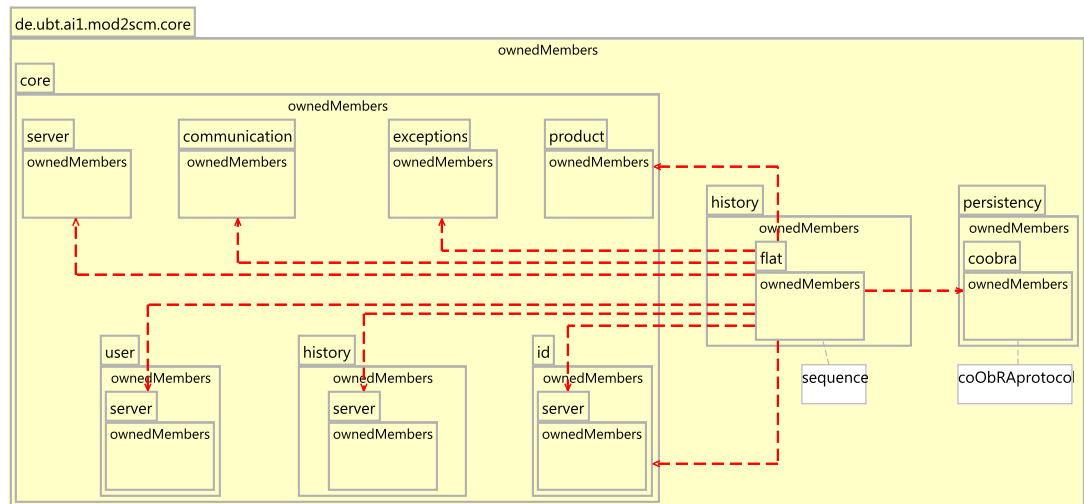 de.ubt.ai1.mod2scm.core
ownedMembers
core
ownedMembers
server
communication
exceptions
product
ownedMembers
ownedMembers
ownedMembers
ownedMembers
history
persistency
ownedMembers
ownedMembers
flat
coobra
ownedMembers
ownedMembers
user
history
id
ownedMembers
ownedMembers
ownedMembers
sequence
coObRAprotocol
server
server
server
ownedMembers
ownedMembers
ownedMembers